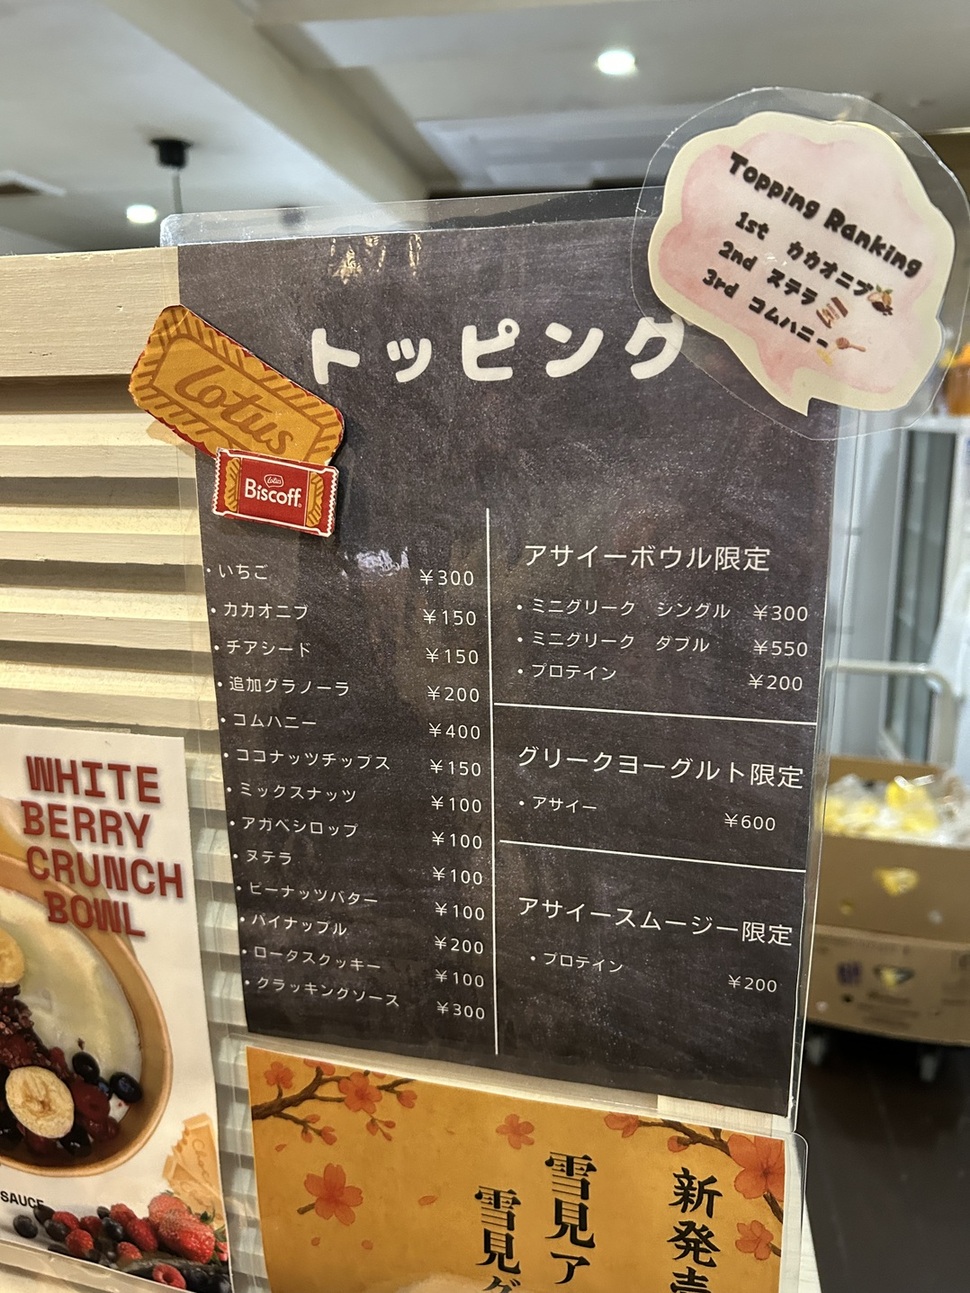 Topping Ranking
1st カカオニブ
2nd ヌテラ
3rd コムハニー
トッピング
Lotus
Lotus
Biscoff
・いちご ¥300
・カカオニブ ¥150
・チアシード ¥150
・追加グラノーラ ¥200
・コムハニー ¥400
・ココナッツチップス ¥150
・ミックスナッツ ¥100
・アガベシロップ ¥100
・ヌテラ ¥100
・ピーナッツバター ¥100
・パイナップル ¥200
・ロータスクッキー ¥100
・クラッキングソース ¥300
アサイーボウル限定
・ミニグリーク シングル ¥300
・ミニグリーク ダブル ¥550
・プロテイン ¥200
グリークヨーグルト限定
・アサイー ¥600
アサイースムージー限定
・プロテイン ¥200
WHITE
BERRY
CRUNCH
BOWL
SAUCE
新発売
雪見ア
雪見グ